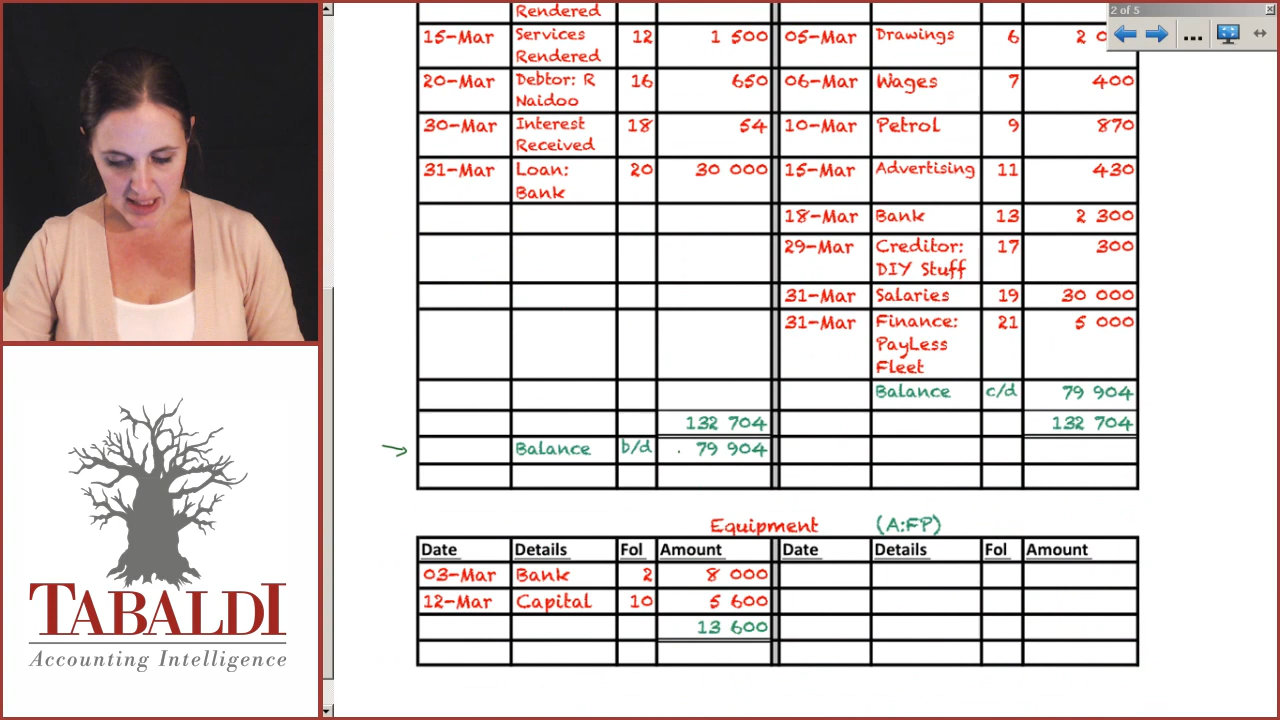 2 of 5
Rendered
15-Mar Services Rendered 12 1 500 05-Mar Drawings 6 2 0
20-Mar Debtor: R Naidoo 16 650 06-Mar Wages 7 400
30-Mar Interest Received 18 54 10-Mar Petrol 9 870
31-Mar Loan: Bank 20 30 000 15-Mar Advertising 11 430
18-Mar Bank 13 2 300
29-Mar Creditor: DIY Stuff 17 300
31-Mar Salaries 19 30 000
31-Mar Finance: PayLess Fleet 21 5 000
Balance c/d 79 904
132 704 132 704
Balance b/d 79 904
Equipment (A:FP)
Date Details Fol Amount Date Details Fol Amount
03-Mar Bank 2 8 000
12-Mar Capital 10 5 600
13 600
TABALDI
Accounting Intelligence